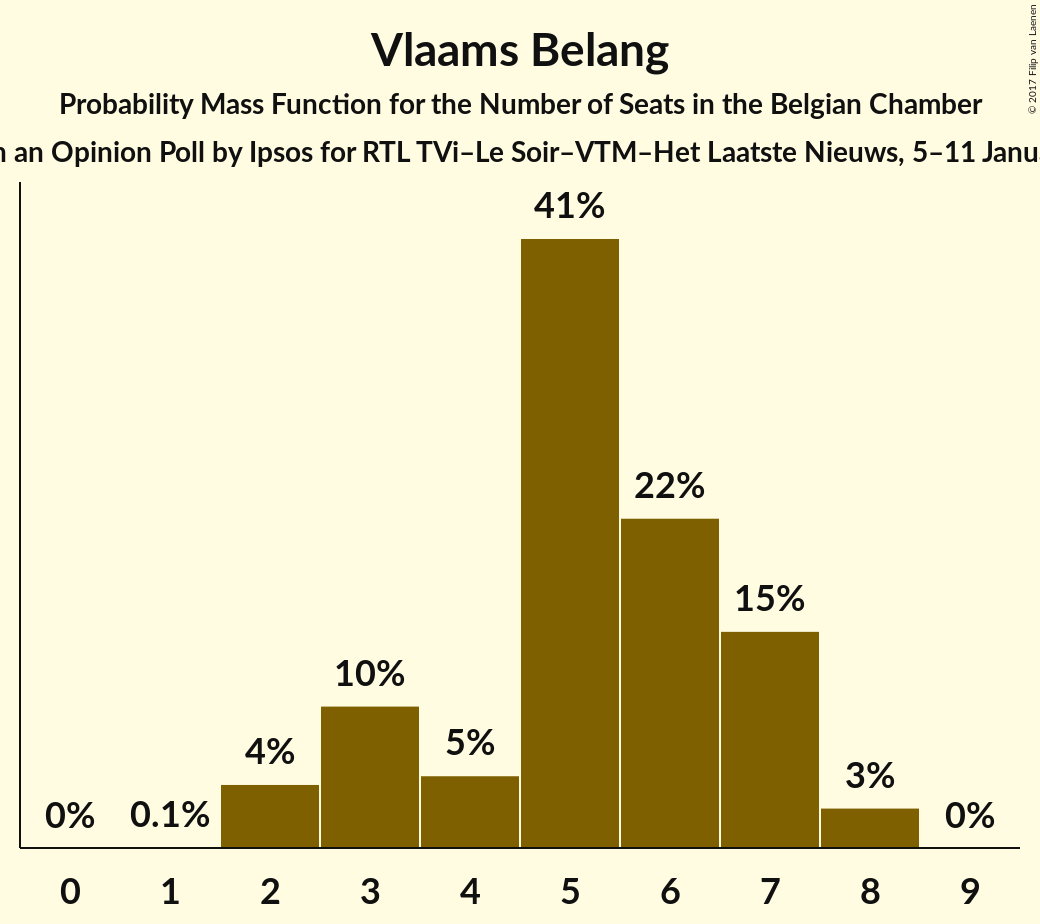 Vlaams Belang
Probability Mass Function for the Number of Seats in the Belgian Chamber
an Opinion Poll by Ipsos for RTL TVi–Le Soir–VTM–Het Laatste Nieuws, 5–11
© 2017 Filip van Laenen
41%
22%
15%
10%
5%
4%
3%
0%
0.1%
0%
0 1 2 3 4 5 6 7 8 9